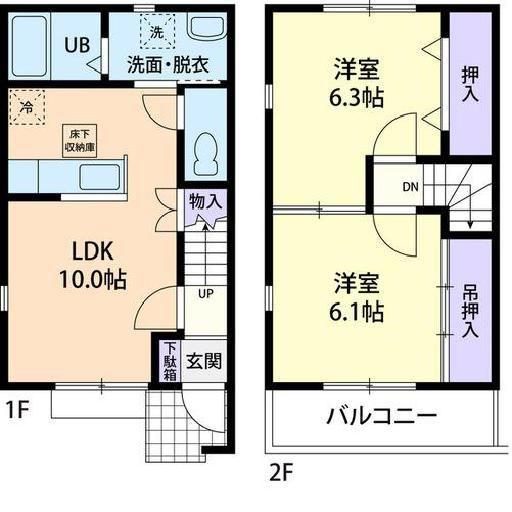 UB
洗
洗面・脱衣
冷
床下
収納庫
物入
LDK
10.0帖
UP
下駄箱
玄関
1F
洋室
6.3帖
押入
DN
洋室
6.1帖
吊押入
バルコニー
2F